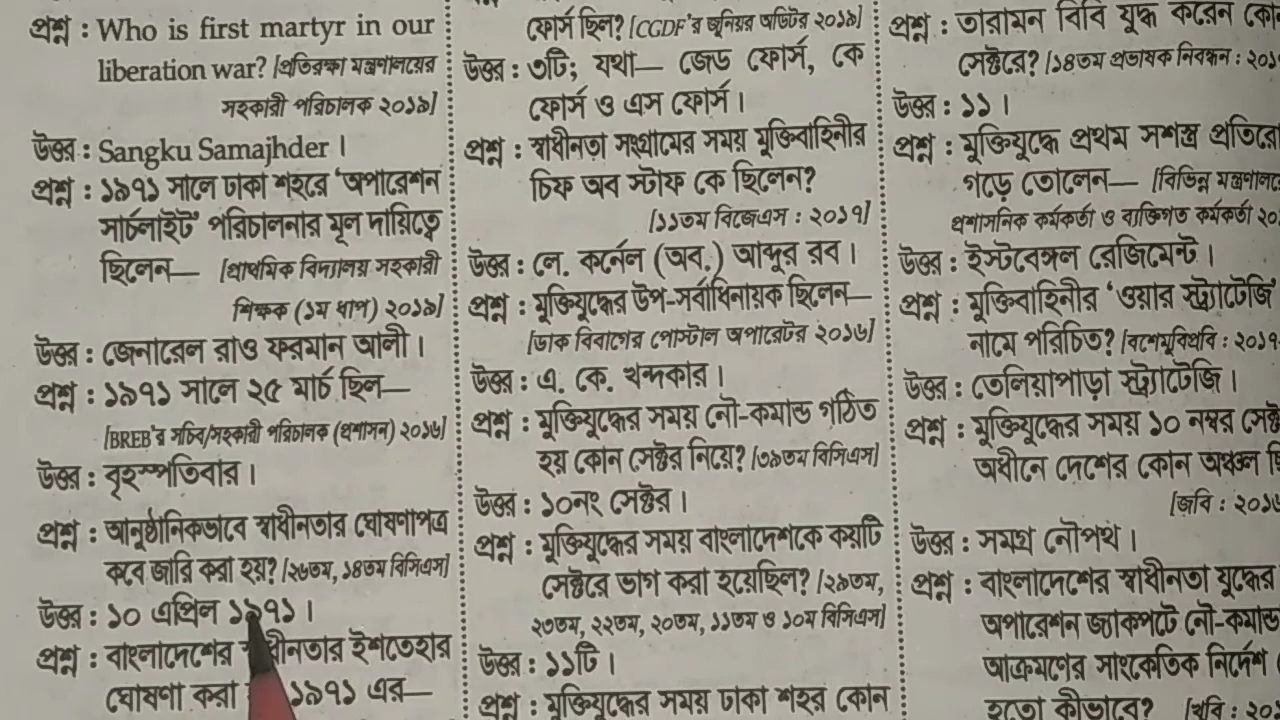 প্রশ্ন : Who is first martyr in our
liberation war? [প্রতিরক্ষা মন্ত্রণালয়ের
সহকারী পরিচালক ২০১৯]
উত্তর : Sangku Samajhder ।
প্রশ্ন : ১৯৭১ সালে ঢাকা শহরে ‘অপারেশন
সার্চলাইট’ পরিচালনার মূল দায়িত্বে
ছিলেন— [প্রাথমিক বিদ্যালয় সহকারী
শিক্ষক (১ম ধাপ) ২০১৯]
উত্তর : জেনারেল রাও ফরমান আলী ।
প্রশ্ন : ১৯৭১ সালে ২৫ মার্চ ছিল—
[BREB'র সচিব/সহকারী পরিচালক (প্রশাসন) ২০১৬]
উত্তর : বৃহস্পতিবার ।
প্রশ্ন : আনুষ্ঠানিকভাবে স্বাধীনতার ঘোষণাপত্র
কবে জারি করা হয়? [২৬তম, ১৪তম বিসিএস]
উত্তর : ১০ এপ্রিল ১৯৭১ ।
প্রশ্ন : বাংলাদেশের স্বাধীনতার ইশতেহার
ঘোষণা করা ১৯৭১ এর—
ফোর্স ছিল? [CGDF'র জুনিয়র অডিটর ২০১৯]
উত্তর : ৩টি; যথা— জেড ফোর্স, কে
ফোর্স ও এস ফোর্স ।
প্রশ্ন : স্বাধীনতা সংগ্রামের সময় মুক্তিবাহিনীর
চিফ অব স্টাফ কে ছিলেন?
[১১তম বিজেএস : ২০১৭]
উত্তর : লে. কর্নেল (অব.) আব্দুর রব ।
প্রশ্ন : মুক্তিযুদ্ধের উপ-সর্বাধিনায়ক ছিলেন—
[ডাক বিবাগের পোস্টাল অপারেটর ২০১৬]
উত্তর : এ. কে. খন্দকার ।
প্রশ্ন : মুক্তিযুদ্ধের সময় নৌ-কমান্ড গঠিত
হয় কোন সেক্টর নিয়ে? [৩৯তম বিসিএস]
উত্তর : ১০নং সেক্টর ।
প্রশ্ন : মুক্তিযুদ্ধের সময় বাংলাদেশকে কয়টি
সেক্টরে ভাগ করা হয়েছিল? [২৯তম,
২৩তম, ২২তম, ২০তম, ১১তম ও ১০ম বিসিএস]
উত্তর : ১১টি ।
প্রশ্ন : মুক্তিযুদ্ধের সময় ঢাকা শহর কোন
প্রশ্ন : তারামন বিবি যুদ্ধ করেন কো
সেক্টরে? [১৪তম প্রভাষক নিবন্ধন : ২০১
উত্তর : ১১ ।
প্রশ্ন : মুক্তিযুদ্ধে প্রথম সশস্ত্র প্রতিরো
গড়ে তোলেন— [বিভিন্ন মন্ত্রণালয়ে
প্রশাসনিক কর্মকর্তা ও ব্যক্তিগত কর্মকর্তা ২০
উত্তর : ইস্টবেঙ্গল রেজিমেন্ট ।
প্রশ্ন : মুক্তিবাহিনীর ‘ওয়ার স্ট্র্যাটেজি’
নামে পরিচিত? [বশেমুবিপ্রবি : ২০১৭
উত্তর : তেলিয়াপাড়া স্ট্র্যাটেজি ।
প্রশ্ন : মুক্তিযুদ্ধের সময় ১০ নম্বর সেক্ট
অধীনে দেশের কোন অঞ্চল ছি
[জবি : ২০১৬
উত্তর : সমগ্র নৌপথ ।
প্রশ্ন : বাংলাদেশের স্বাধীনতা যুদ্ধের
অপারেশন জ্যাকপটে নৌ-কমান্ড
আক্রমণের সাংকেতিক নির্দেশ
হতো কীভাবে? [খুবি : ২০